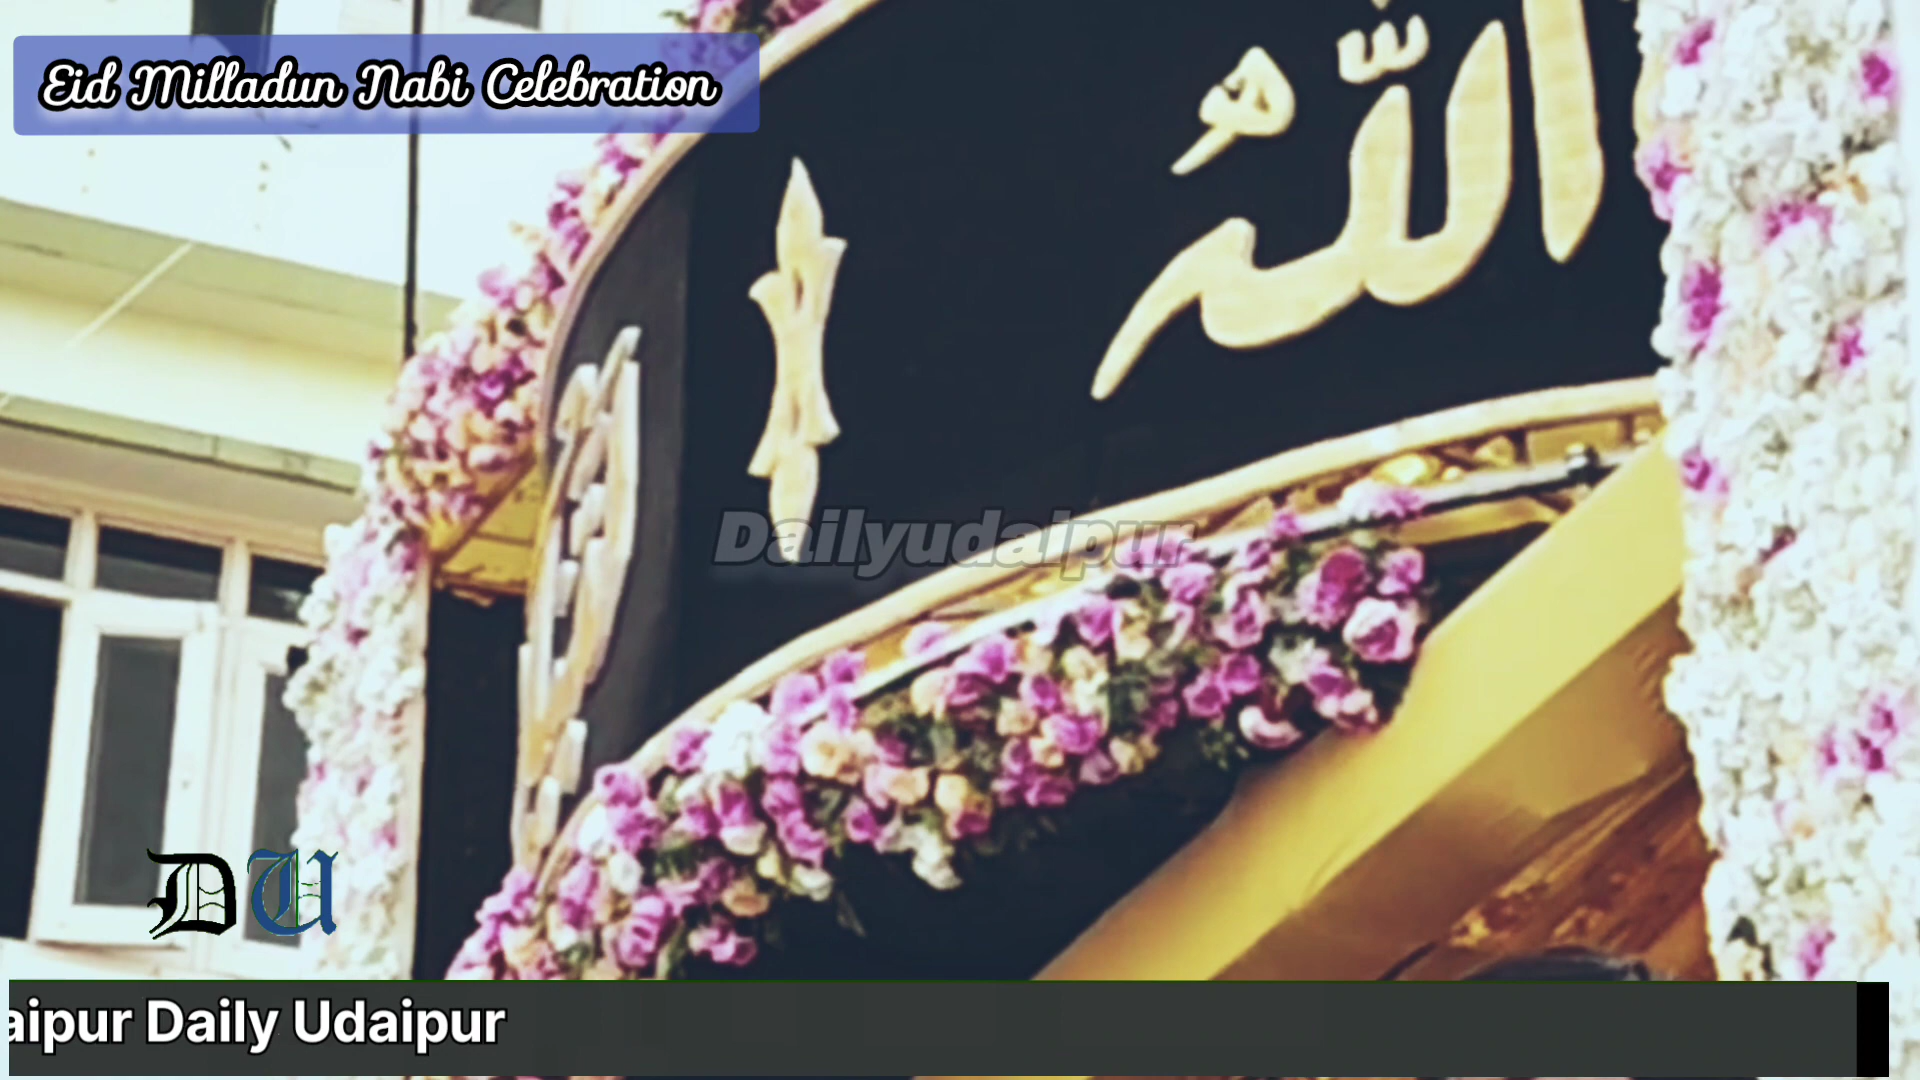 Eid Milladun Nabi Celebration
الله
Dailyudaipur
DU
aipur Daily Udaipur